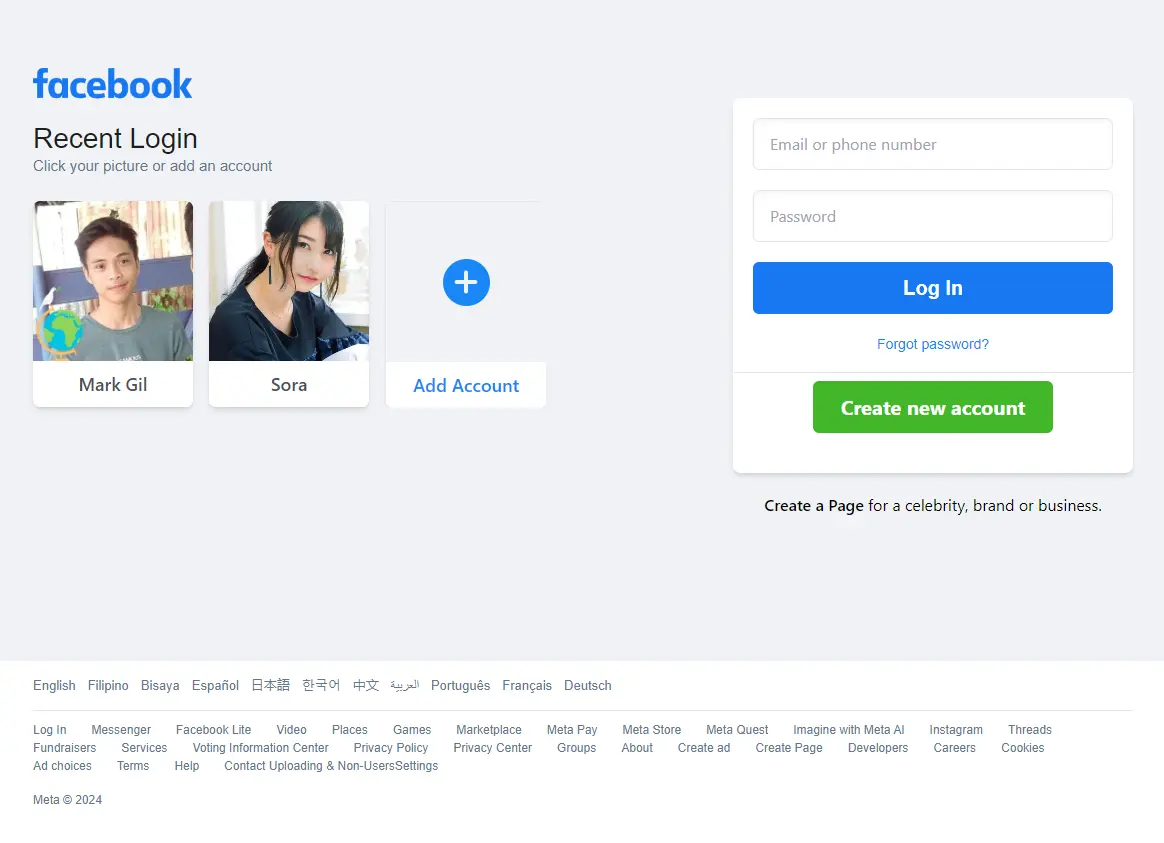 facebook
Recent Login
Click your picture or add an account
Mark Gil
Sora
Add Account
Email or phone number
Password
Log In
Forgot password?
Create new account
Create a Page for a celebrity, brand or business.
English Filipino Bisaya Español 日本語 한국어 中文 العربية Português Français Deutsch
Log In Messenger Facebook Lite Video Places Games Marketplace Meta Pay Meta Store Meta Quest Imagine with Meta AI Instagram Threads
Fundraisers Services Voting Information Center Privacy Policy Privacy Center Groups About Create ad Create Page Developers Careers Cookies
Ad choices Terms Help Contact Uploading & Non-UsersSettings
Meta © 2024